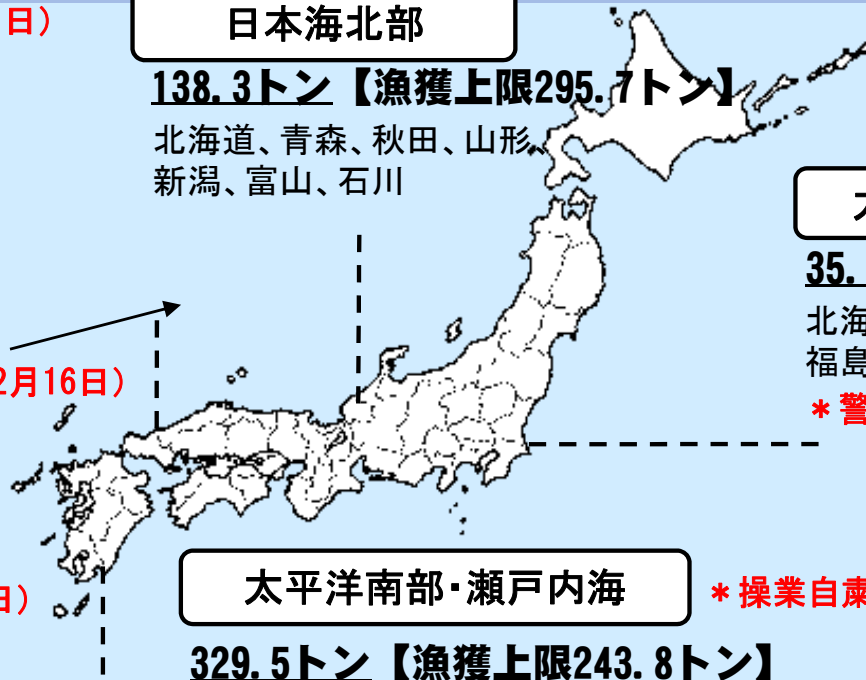 日）
日本海北部
138.3トン【漁獲上限295.7トン】
北海道、青森、秋田、山形、
新潟、富山、石川
35.
北海
福島
＊警
2月16日）
日）
太平洋南部・瀬戸内海
＊操業自粛
329.5トン【漁獲上限243.8トン】